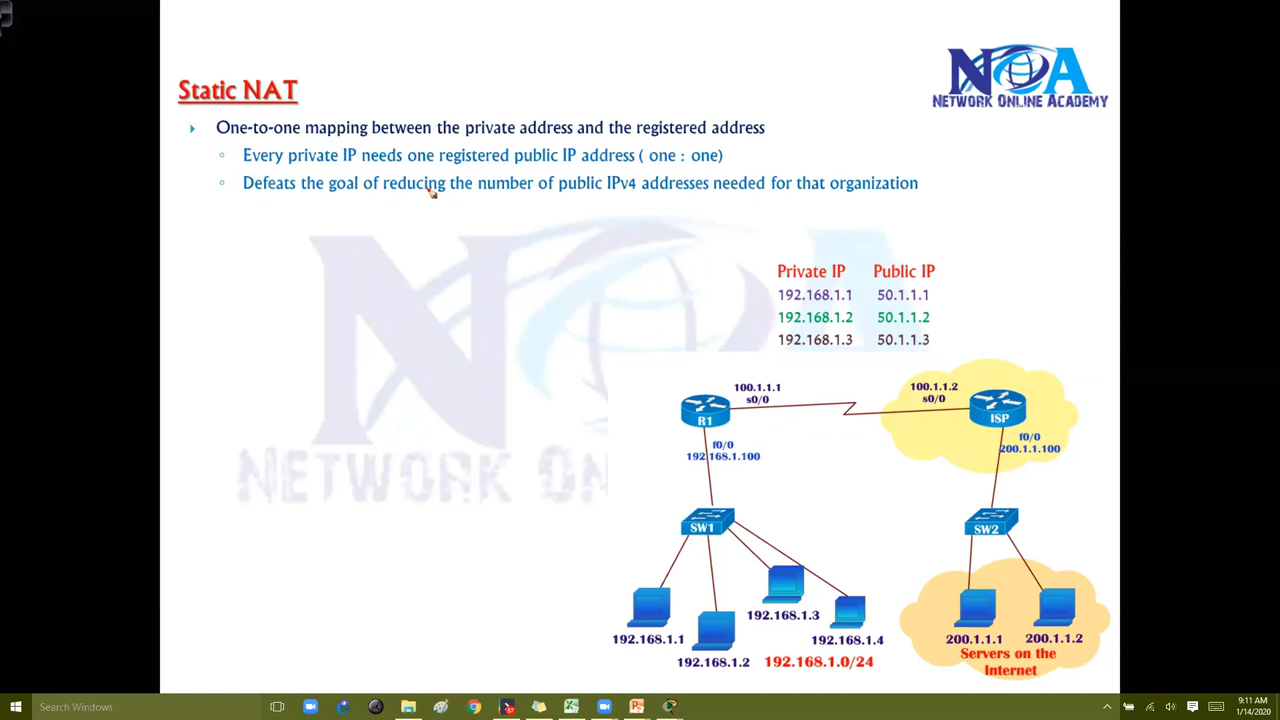 Static NAT
NOA
NETWORK ONLINE ACADEMY
One-to-one mapping between the private address and the registered address
Every private IP needs one registered public IP address ( one : one)
Defeats the goal of reducing the number of public IPv4 addresses needed for that organization
NETWORK ON
Private IP Public IP
192.168.1.1 50.1.1.1
192.168.1.2 50.1.1.2
192.168.1.3 50.1.1.3
100.1.1.1
s0/0
100.1.1.2
s0/0
R1
ISP
f0/0
192.168.1.100
f0/0
200.1.1.100
SW1
SW2
192.168.1.1
192.168.1.2
192.168.1.3
192.168.1.4
192.168.1.0/24
200.1.1.1
200.1.1.2
Servers on the
Internet
Search Windows
9:11 AM
1/14/2020